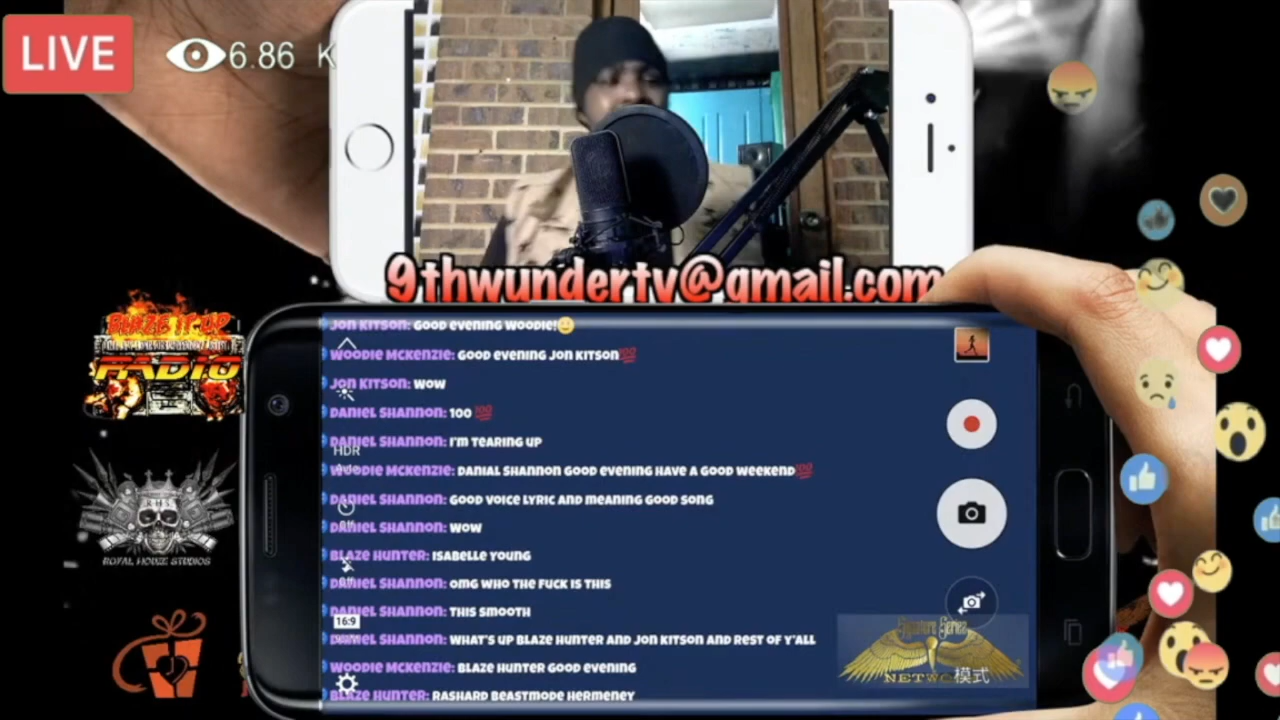 LIVE
6.86 K
9thwundertv@gmail.com
JON KITSON: GOOD EVENING WOODIE!
WOODIE MCKENZIE: GOOD EVENING JON KITSON💯
JON KITSON: WOW
DANIEL SHANNON: 100 💯
DANIEL SHANNON: I'M TEARING UP
HDR
WOODIE MCKENZIE: DANIAL SHANNON GOOD EVENING HAVE A GOOD WEEKEND💯
DANIEL SHANNON: GOOD VOICE LYRIC AND MEANING GOOD SONG
DANIEL SHANNON: WOW
BLAZE HUNTER: ISABELLE YOUNG
DANIEL SHANNON: OMG WHO THE FUCK IS THIS
DANIEL SHANNON: THIS SMOOTH
16:9
DANIEL SHANNON: WHAT'S UP BLAZE HUNTER AND JON KITSON AND REST OF Y'ALL
WOODIE MCKENZIE: BLAZE HUNTER GOOD EVENING
BLAZE HUNTER: RASHARD BEASTMODE HERMENEY
BLAZE IT UP
RADIO
ROYAL HOUZE STUDIOS
Signature Series
NETWO
模式